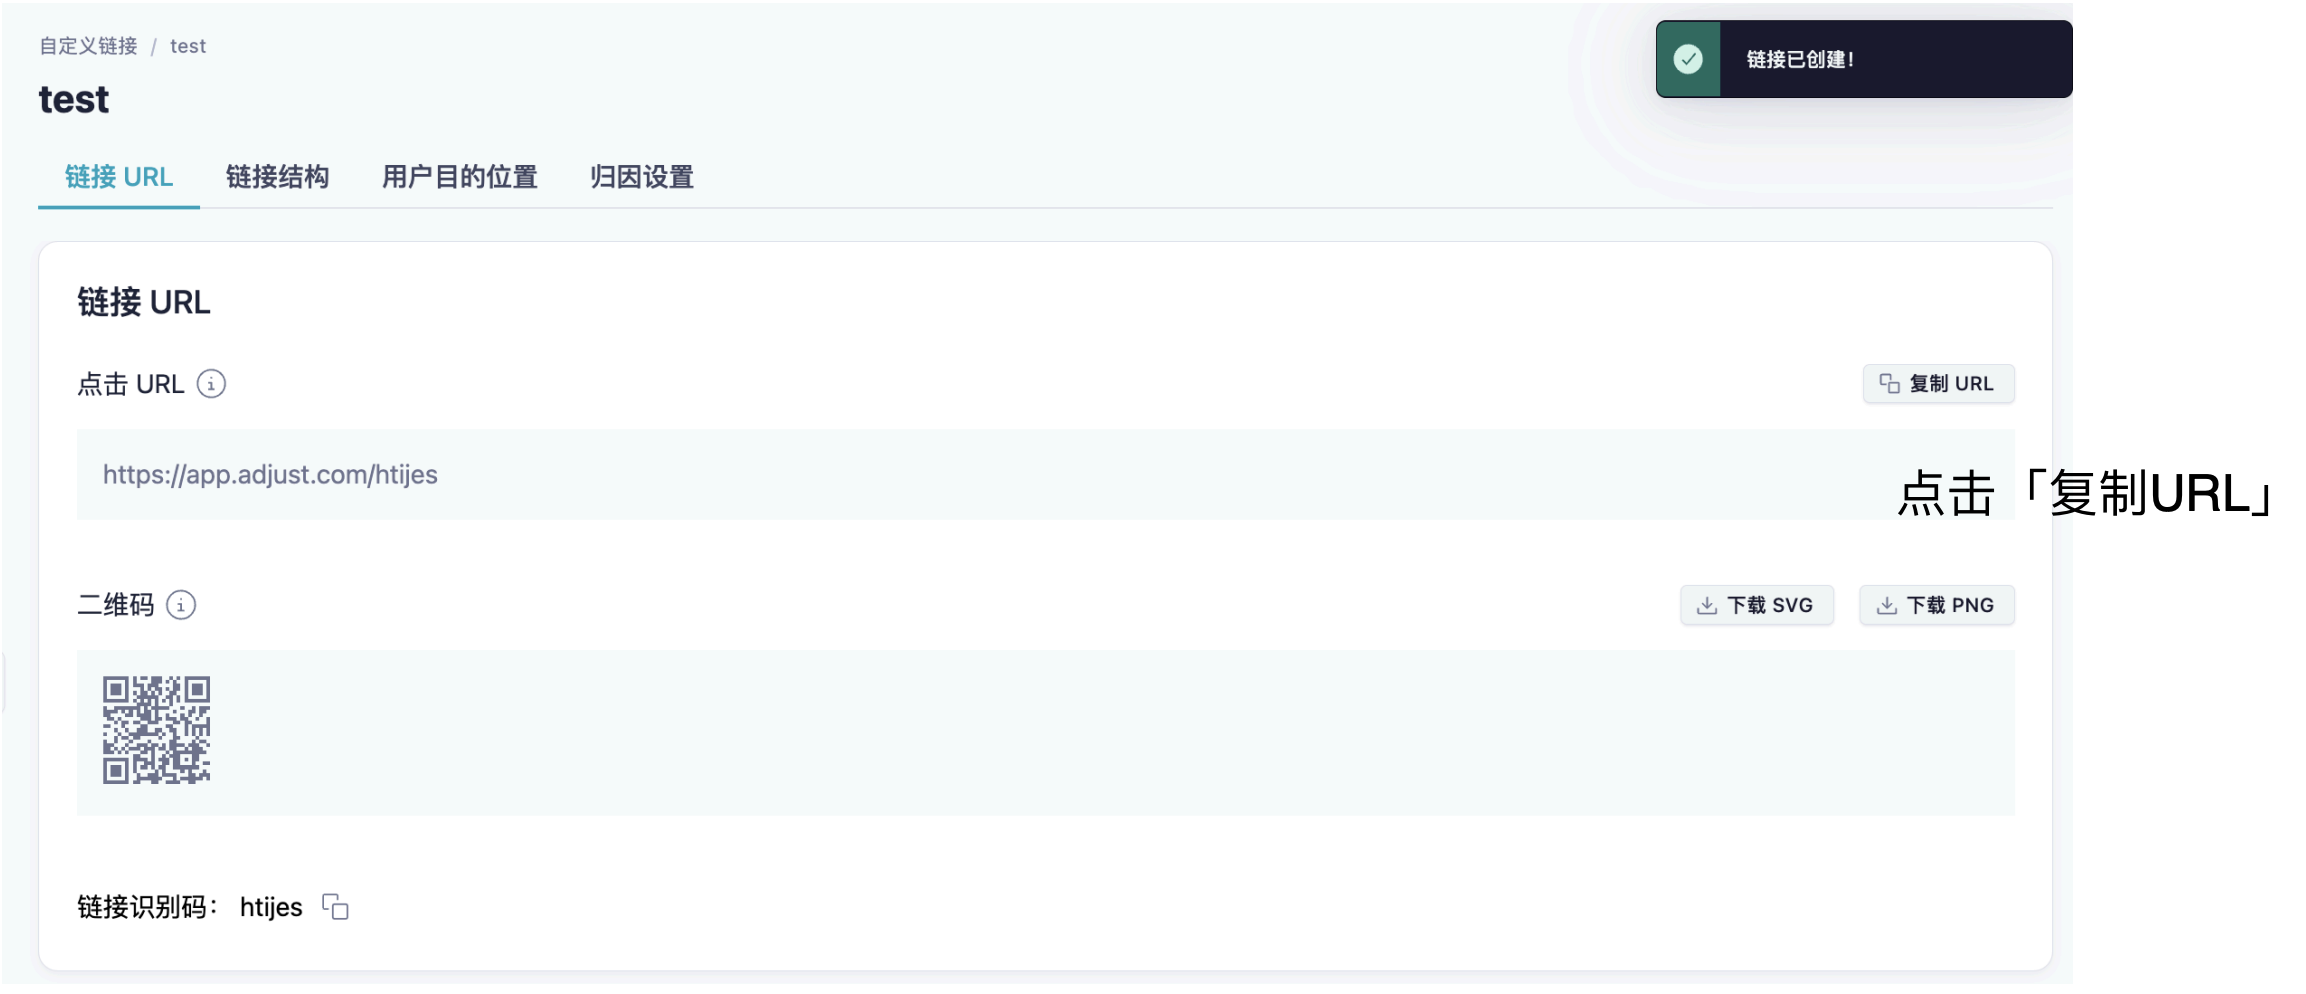 自定义链接 / test
链接已创建！
test
链接 URL 链接结构 用户目的位置 归因设置
链接 URL
点击 URL
复制 URL
https://app.adjust.com/htijes
点击「复制URL」
二维码
下载 SVG
下载 PNG
链接识别码： htijes